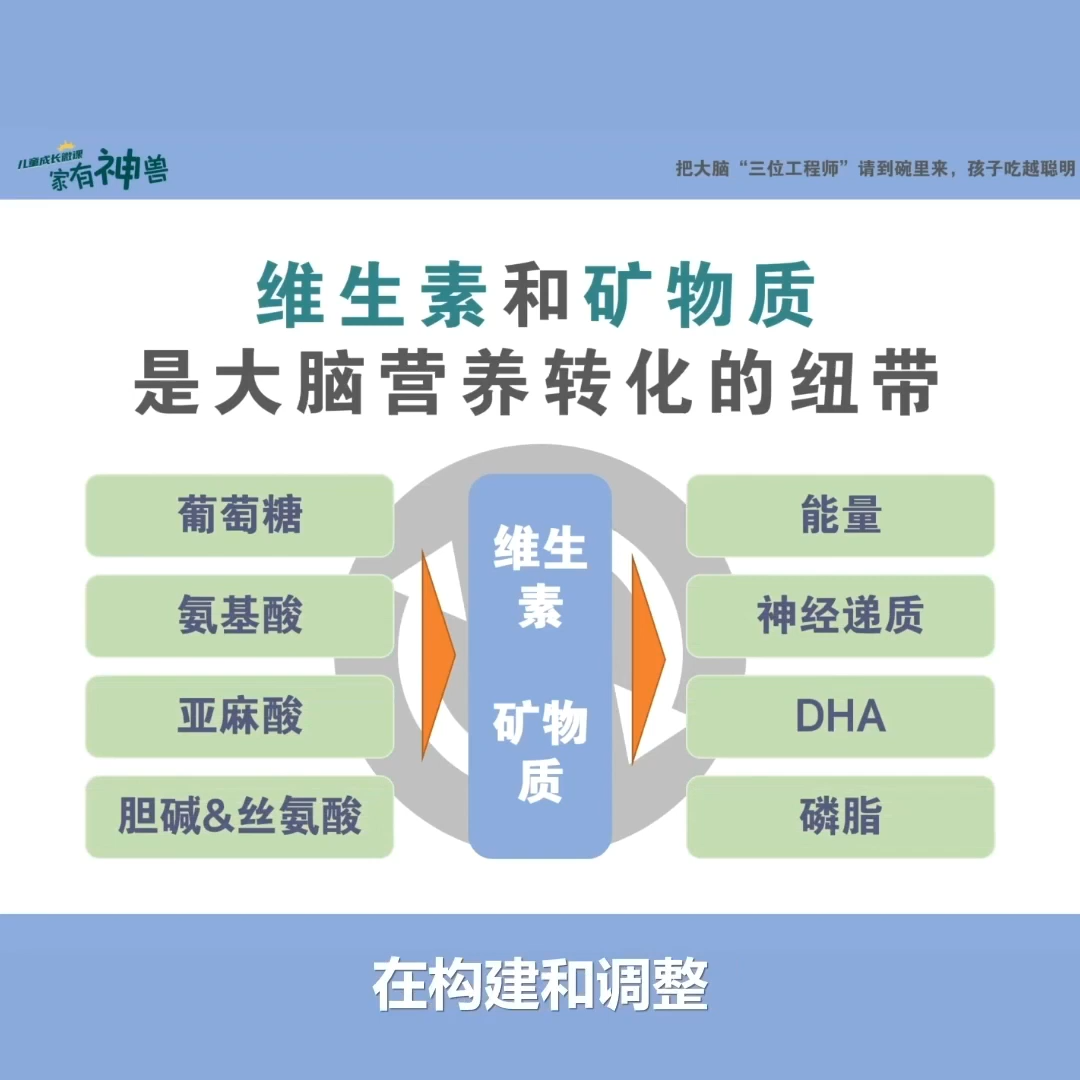 儿童成长微课
家有神兽
把大脑“三位工程师”请到碗里来，孩子吃越聪明
维生素和矿物质
是大脑营养转化的纽带
葡萄糖
氨基酸
亚麻酸
胆碱&丝氨酸
维生
素
矿物
质
能量
神经递质
DHA
磷脂
在构建和调整